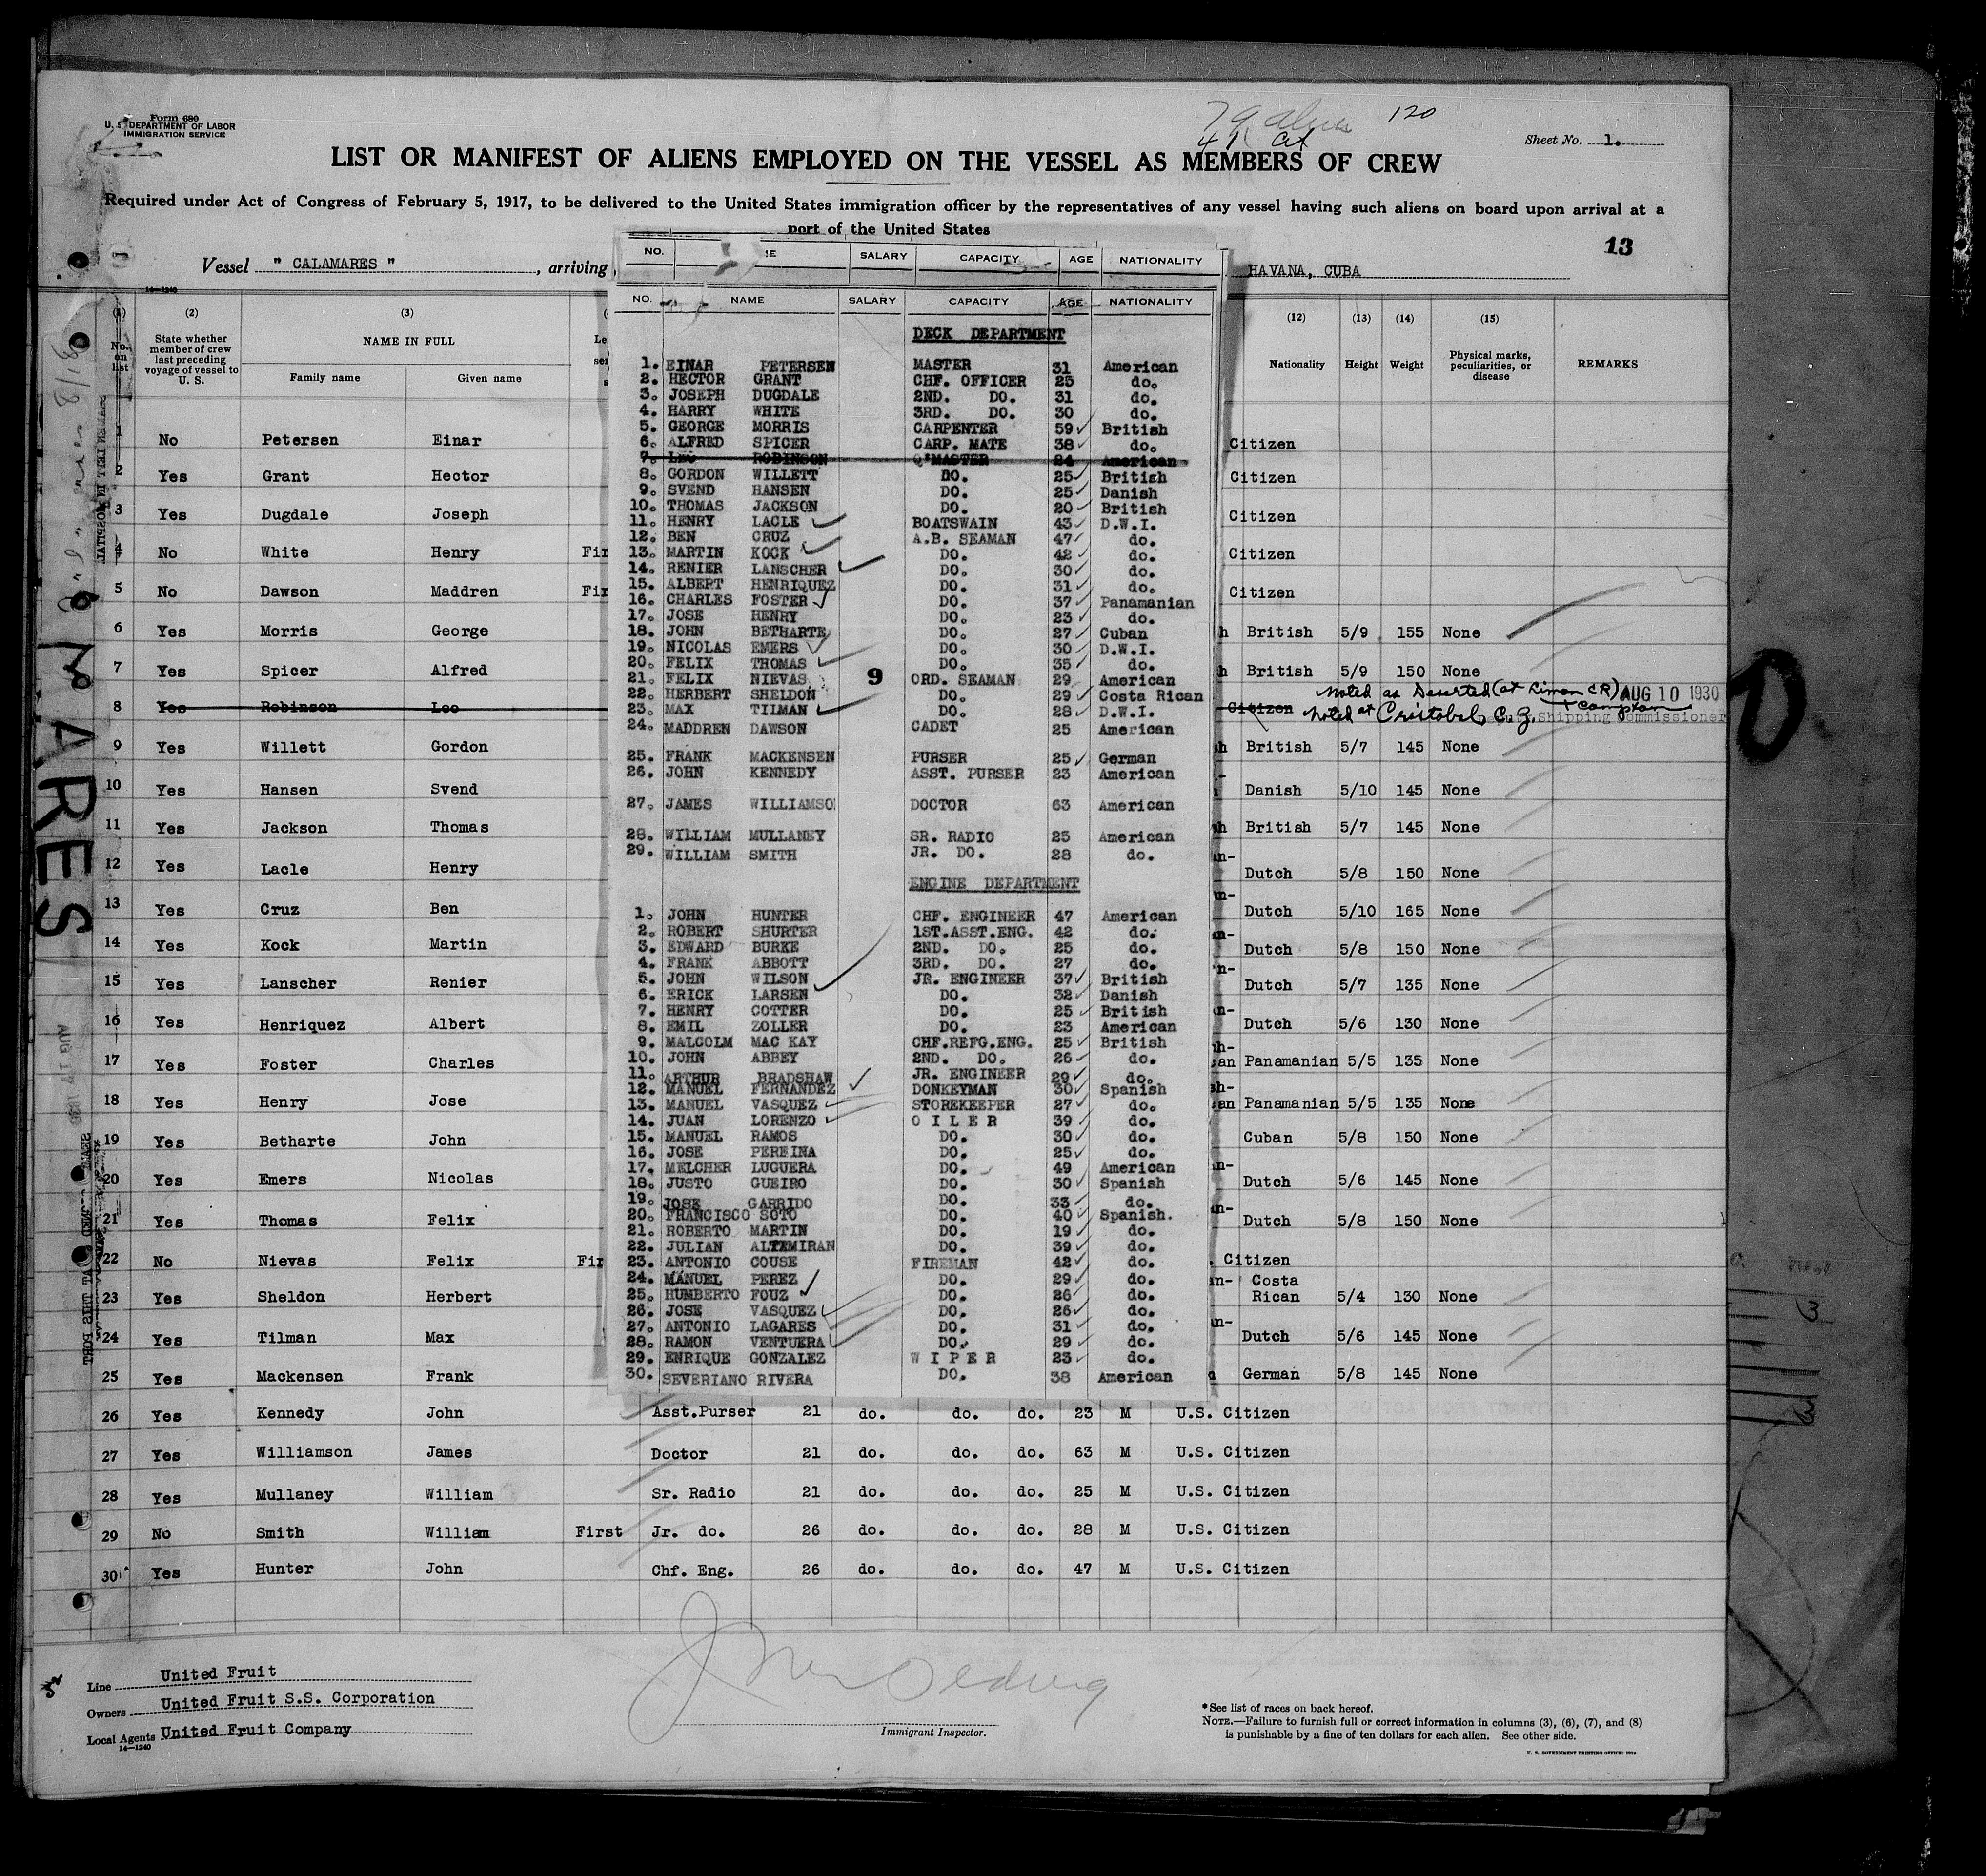 Form 680
U. S. DEPARTMENT OF LABOR
IMMIGRATION SERVICE
120
Sheet No. 1.
LIST OR MANIFEST OF ALIENS EMPLOYED ON THE VESSEL AS MEMBERS OF CREW
Required under Act of Congress of February 5, 1917, to be delivered to the United States immigration officer by the representatives of any vessel having such aliens on board upon arrival at a
port of the United States
13
Vessel " CALAMARES ", arriving HAVANA, CUBA
NO. SALARY CAPACITY AGE NATIONALITY
NO. NAME SALARY CAPACITY AGE NATIONALITY
DECK DEPARTMENT
1. EINAR PETERSEN MASTER 31 American
2. HECTOR GRANT CHF. OFFICER 25 do.
3. JOSEPH DUGDALE 2ND. DO. 31 do.
4. HARRY WHITE 3RD. DO. 30 do.
5. GEORGE MORRIS CARPENTER 59 British
6. ALFRED SPICER CARP. MATE 38 do.
7. LEO ROBINSON Q'MASTER 24 American
8. GORDON WILLETT DO. 25 British
9. SVEND HANSEN DO. 25 Danish
10. THOMAS JACKSON DO. 20 British
11. HENRY LACLE BOATSWAIN 43 D.W.I.
12. BEN CRUZ A.B. SEAMAN 47 do.
13. MARTIN KOCK DO. 42 do.
14. RENIER LANSCHER DO. 30 do.
15. ALBERT HENRIQUEZ DO. 31 do.
16. CHARLES FOSTER DO. 37 Panamanian
17. JOSE HENRY DO. 23 do.
18. JOHN BETHARTE DO. 27 Cuban
19. NICOLAS EMERS DO. 30 D.W.I.
20. FELIX THOMAS DO. 35 do.
21. FELIX NIEVAS 9 ORD. SEAMAN 29 American
22. HERBERT SHELDON DO. 29 Costa Rican
23. MAX TILMAN DO. 28 D.W.I.
24. MADDREN DAWSON CADET 25 American
25. FRANK MACKENSEN PURSER 25 German
26. JOHN KENNEDY ASST. PURSER 23 American
27. JAMES WILLIAMSO DOCTOR 63 American
28. WILLIAM MULLANEY SR. RADIO 25 American
29. WILLIAM SMITH JR. DO. 28 do.
ENGINE DEPARTMENT
1. JOHN HUNTER CHF. ENGINEER 47 American
2. ROBERT SHURTER 1ST.ASST.ENG. 42 do.
3. EDWARD BURKE 2ND. DO. 25 do.
4. FRANK ABBOTT 3RD. DO. 27 do.
5. JOHN WILSON JR. ENGINEER 37 British
6. ERICK LARSEN DO. 32 Danish
7. HENRY COTTER DO. 25 British
8. EMIL ZOLLER DO. 23 American
9. MALCOLM MAC KAY CHF.REFG.ENG. 25 British
10. JOHN ABBEY 2ND. DO. 26 do.
11. ARTHUR BRADSHAW JR. ENGINEER 29 do.
12. MANUEL FERNANDEZ DONKEYMAN 30 Spanish
13. MANUEL VASQUEZ STOREKEEPER 27 do.
14. JUAN LORENZO O I L E R 39 do.
15. MANUEL RAMOS DO. 30 do.
16. JOSE PEREINA DO. 25 do.
17. MELCHER LUGUERA DO. 49 American
18. JUSTO GUEIRO DO. 30 Spanish
19. JOSE GARRIDO DO. 33 do.
20. FRANCISCO SOTO DO. 40 Spanish.
21. ROBERTO MARTIN DO. 19 do.
22. JULIAN ALTEMIRAN DO. 39 do.
23. ANTONIO COUSE FIREMAN 42 do.
24. MANUEL PEREZ DO. 29 do.
25. HUMBERTO FOUZ DO. 26 do.
26. JOSE VASQUEZ DO. 26 do.
27. ANTONIO LAGARES DO. 31 do.
28. RAMON VENTUERA DO. 29 do.
29. ENRIQUE GONZALEZ W I P E R 23 do.
30. SEVERIANO RIVERA DO. 38 American
14—1240
(1) (2) (3) (12) (13) (14) (15)
No. on list State whether member of crew last preceding voyage of vessel to U. S. NAME IN FULL Nationality Height Weight Physical marks, peculiarities, or disease REMARKS
Family name Given name
1 No Petersen Einar Citizen
2 Yes Grant Hector Citizen
3 Yes Dugdale Joseph Citizen
4 No White Henry Fir Citizen
5 No Dawson Maddren Fir Citizen
6 Yes Morris George h British 5/9 155 None
7 Yes Spicer Alfred h British 5/9 150 None
8 Yes Robinson Leo Citizen Noted as Deserted (at Limon CR) AUG 10 1930
Noted at Cristobal, C. Z. Shipping Commissioner
9 Yes Willett Gordon h British 5/7 145 None
10 Yes Hansen Svend Danish 5/10 145 None
11 Yes Jackson Thomas h British 5/7 145 None
12 Yes Lacle Henry n- Dutch 5/8 150 None
13 Yes Cruz Ben n- Dutch 5/10 165 None
14 Yes Kock Martin n- Dutch 5/8 150 None
15 Yes Lanscher Renier n- Dutch 5/7 135 None
16 Yes Henriquez Albert n- Dutch 5/6 130 None
17 Yes Foster Charles h- an Panamanian 5/5 135 None
18 Yes Henry Jose h- an Panamanian 5/5 135 None
19 Yes Betharte John Cuban 5/8 150 None
20 Yes Emers Nicolas n- Dutch 5/6 145 None
21 Yes Thomas Felix n- Dutch 5/8 150 None
22 No Nievas Felix Fir . Citizen
23 Yes Sheldon Herbert n- Costa Rican 5/4 130 None
24 Yes Tilman Max n- Dutch 5/6 145 None
25 Yes Mackensen Frank German 5/8 145 None
26 Yes Kennedy John Asst.Purser 21 do. do. do. 23 M U.S. Citizen
27 Yes Williamson James Doctor 21 do. do. do. 63 M U.S. Citizen
28 Yes Mullaney William Sr. Radio 21 do. do. do. 25 M U.S. Citizen
29 No Smith William First Jr. do. 26 do. do. do. 28 M U.S. Citizen
30 Yes Hunter John Chf. Eng. 26 do. do. do. 47 M U.S. Citizen
MARES
AUG 17 1930
Line United Fruit
Owners United Fruit S.S. Corporation
Local Agents United Fruit Company
14—1240
Immigrant Inspector.
*See list of races on back hereof.
NOTE.—Failure to furnish full or correct information in columns (3), (6), (7), and (8)
is punishable by a fine of ten dollars for each alien. See other side.